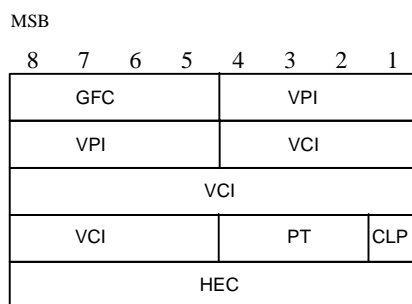 MSB
8 7 6 5 4 3 2 1
GFC VPI
VPI VCI
VCI
VCI PT CLP
HEC